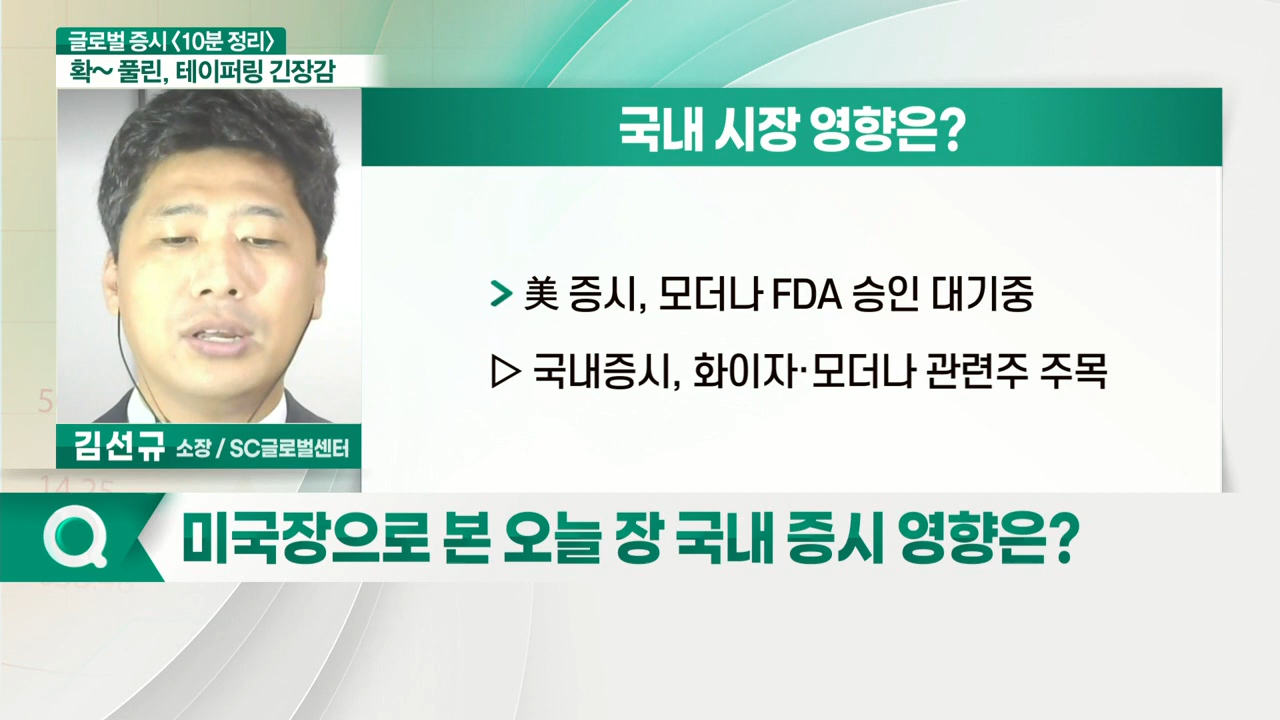 글로벌 증시 <10분 정리>
확~ 풀린, 테이퍼링 긴장감
국내 시장 영향은?
> 美 증시, 모더나 FDA 승인 대기중
▷ 국내증시, 화이자·모더나 관련주 주목
김선규 소장 / SC글로벌센터
Q 미국장으로 본 오늘 장 국내 증시 영향은?